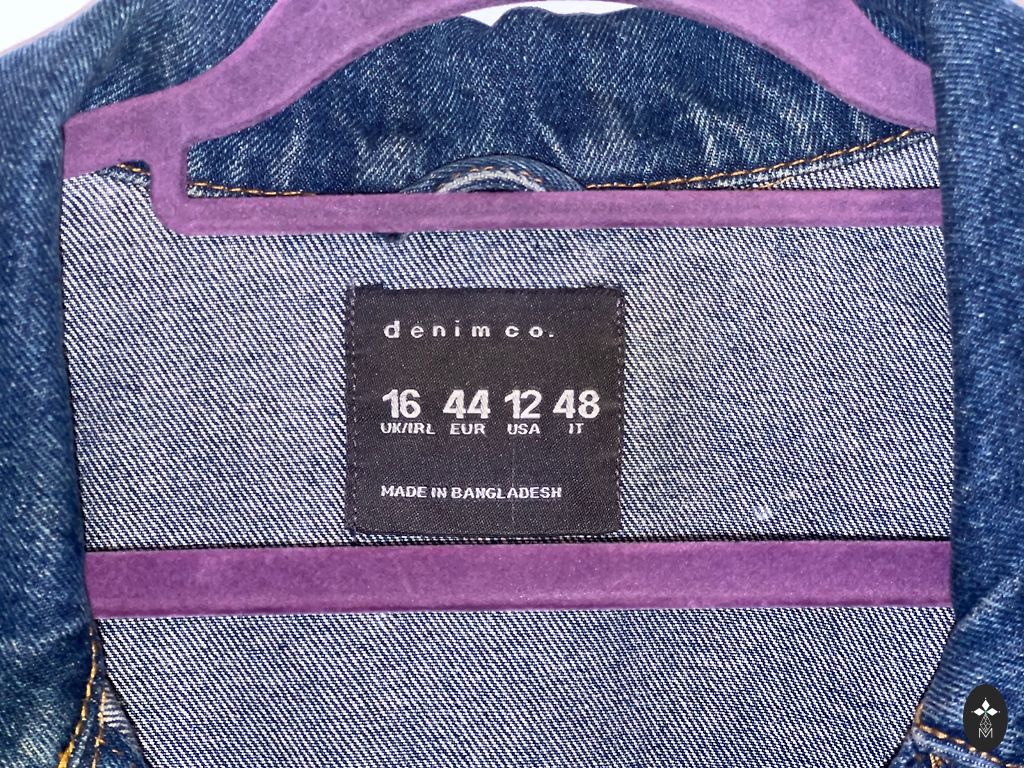 denim co.
16 44 12 48
UK/IRL EUR USA IT
MADE IN BANGLADESH
M